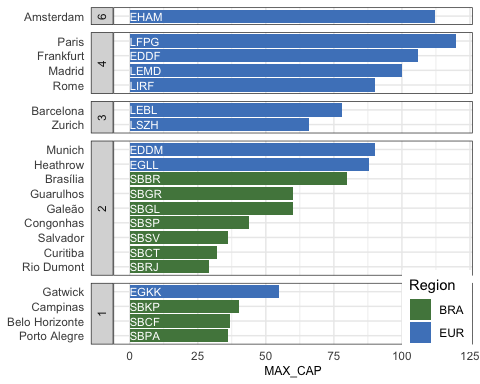 Amsterdam 6 EHAM
Paris LFPG
Frankfurt EDDF
4
Madrid LEMD
Rome LIRF
Barcelona LEBL
3
Zurich LSZH
Munich EDDM
Heathrow EGLL
Brasília SBBR
Guarulhos SBGR
2
Galeão SBGL
Congonhas SBSP
Salvador SBSV
Curitiba SBCT
Rio Dumont SBRJ
Gatwick EGKK
Campinas SBKP
1
Belo Horizonte SBCF
Porto Alegre SBPA
Region
BRA
EUR
0 25 50 75 100 125
MAX_CAP